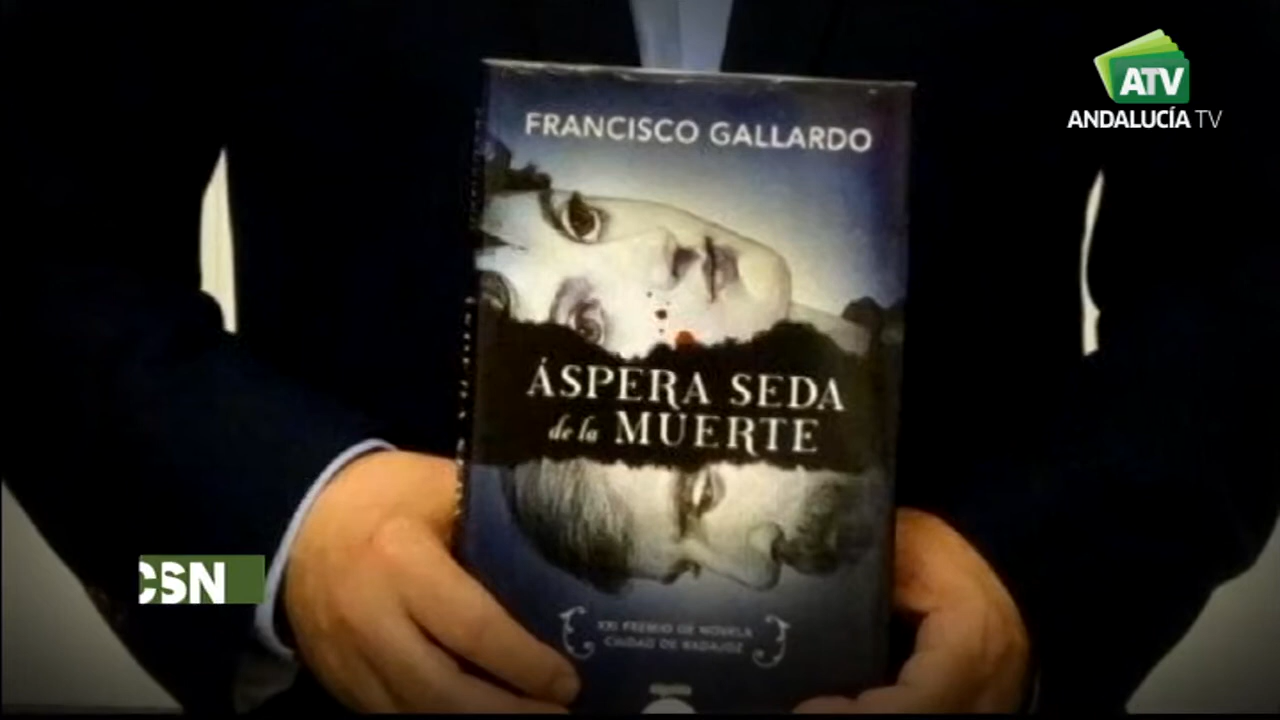 ATV
ANDALUCÍA TV
FRANCISCO GALLARDO
ÁSPERA SEDA
de la MUERTE
XXI PREMIO DE NOVELA
CIUDAD DE BADAJOZ
CSN